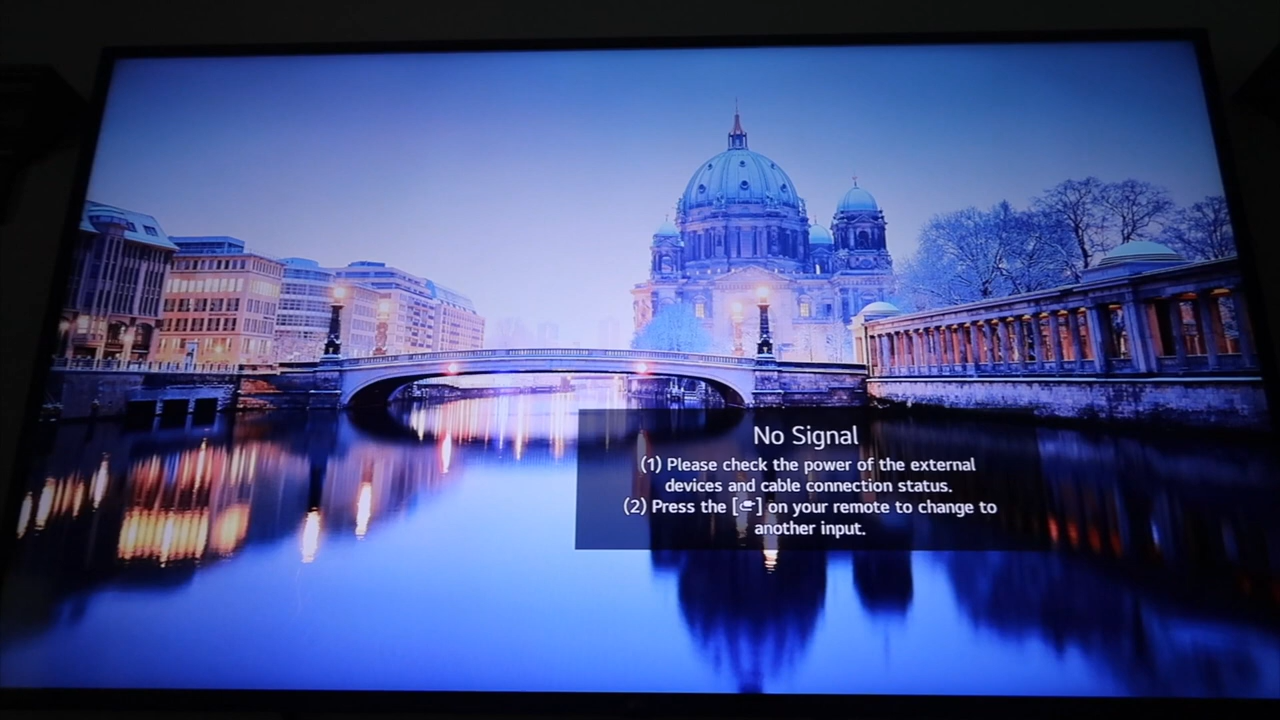 No Signal
(1) Please check the power of the external
devices and cable connection status.
(2) Press the [] on your remote to change to
another input.